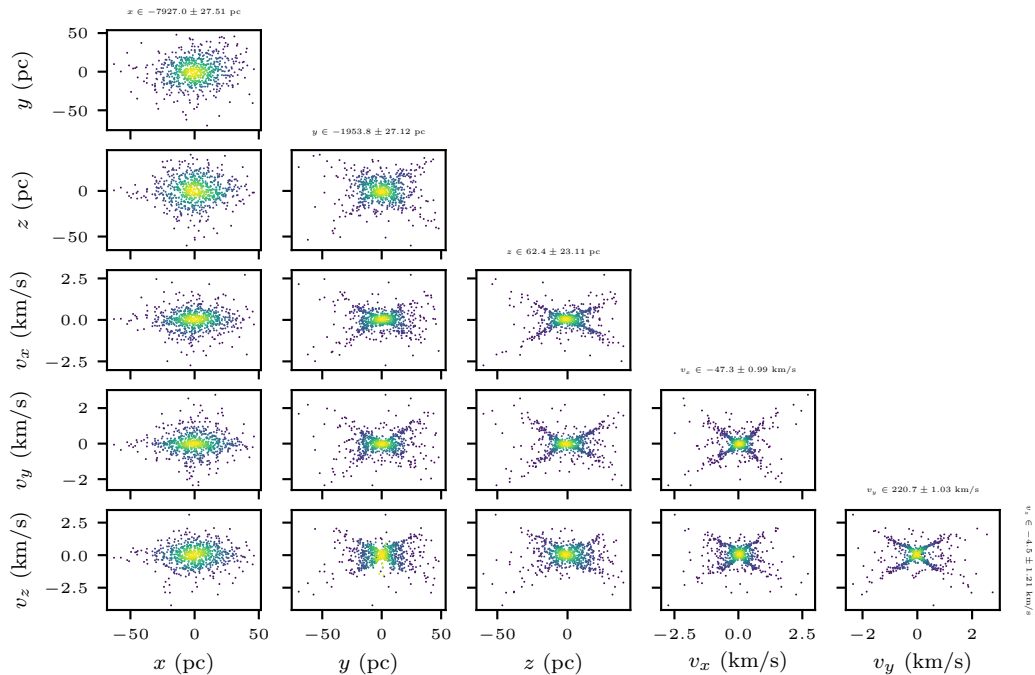 x ∈ −7927.0 ± 27.51 pc
50
0
−50
y (pc)
y ∈ −1953.8 ± 27.12 pc
0
−50
z (pc)
z ∈ 62.4 ± 23.11 pc
2.5
0.0
−2.5
v_x (km/s)
v_x ∈ −47.3 ± 0.99 km/s
2
0
−2
v_y (km/s)
v_y ∈ 220.7 ± 1.03 km/s
2.5
0.0
−2.5
v_z (km/s)
v_z ∈ −4.5 ± 1.21 km/s
−50 0 50
−50 0 50
−50 0
−2.5 0.0 2.5
−2 0 2
x (pc)
y (pc)
z (pc)
v_x (km/s)
v_y (km/s)